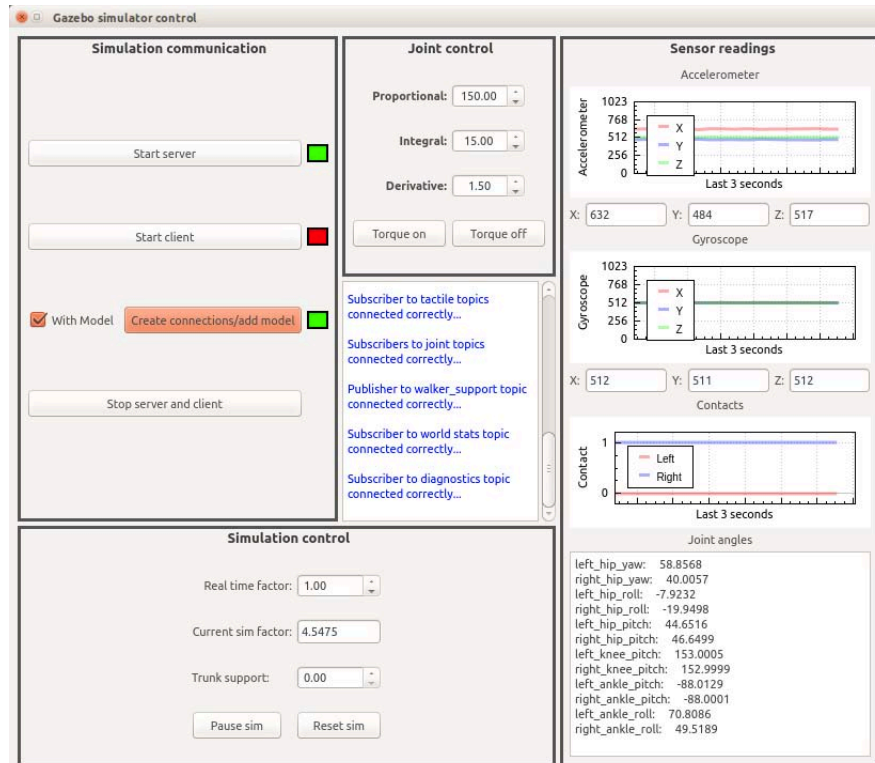 Gazebo simulator control
Simulation communication
Start server
Start client
With Model
Create connections/add model
Stop server and client
Joint control
Proportional: 150.00
Integral: 15.00
Derivative: 1.50
Torque on
Torque off
Subscriber to tactile topics
connected correctly...
Subscribers to joint topics
connected correctly...
Publisher to walker_support topic
connected correctly...
Subscriber to world stats topic
connected correctly...
Subscriber to diagnostics topic
connected correctly...
Simulation control
Real time factor: 1.00
Current sim factor: 4.5475
Trunk support: 0.00
Pause sim
Reset sim
Sensor readings
Accelerometer
Accelerometer
1023
768
512
256
0
X
Y
Z
Last 3 seconds
X: 632 Y: 484 Z: 517
Gyroscope
Gyroscope
1023
768
512
256
0
X
Y
Z
Last 3 seconds
X: 512 Y: 511 Z: 512
Contacts
Contact
1
0
Left
Right
Last 3 seconds
Joint angles
left_hip_yaw: 58.8568
right_hip_yaw: 40.0057
left_hip_roll: -7.9232
right_hip_roll: -19.9498
left_hip_pitch: 44.6516
right_hip_pitch: 46.6499
left_knee_pitch: 153.0005
right_knee_pitch: 152.9999
left_ankle_pitch: -88.0129
right_ankle_pitch: -88.0001
left_ankle_roll: 70.8086
right_ankle_roll: 49.5189